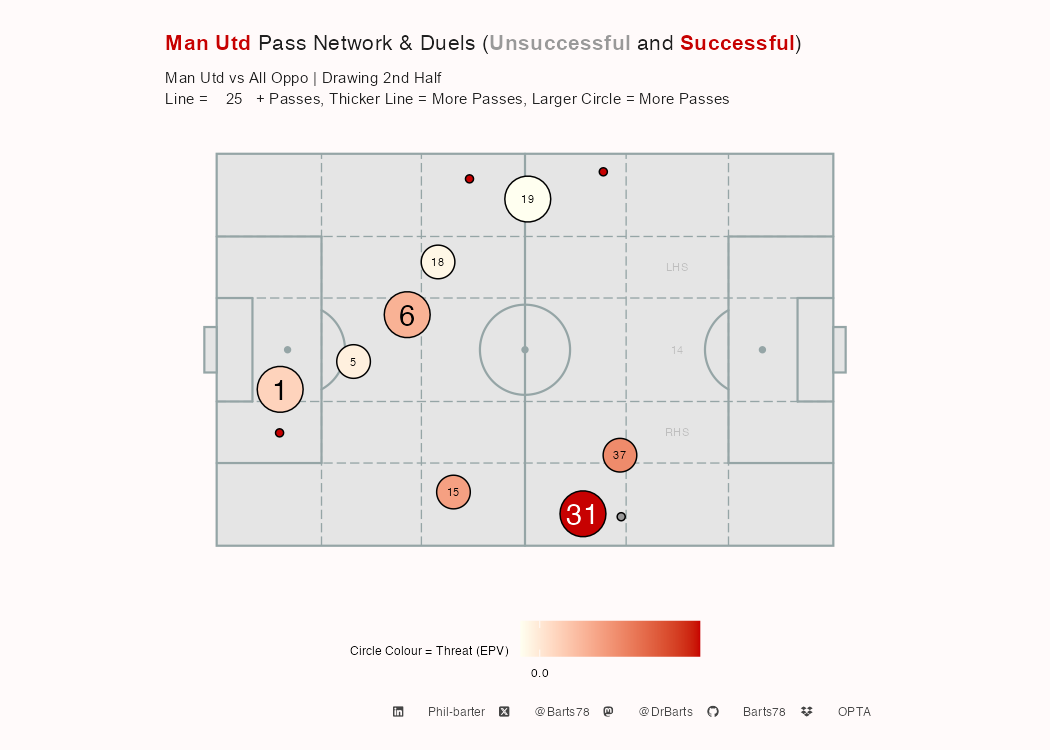 Man Utd Pass Network & Duels (Unsuccessful and Successful)
Man Utd vs All Oppo | Drawing 2nd Half
Line = 25 + Passes, Thicker Line = More Passes, Larger Circle = More Passes
19
18
LHS
6
14
5
1
RHS
37
15
31
Circle Colour = Threat (EPV)
0.0
Phil-barter @Barts78 @DrBarts Barts78 OPTA